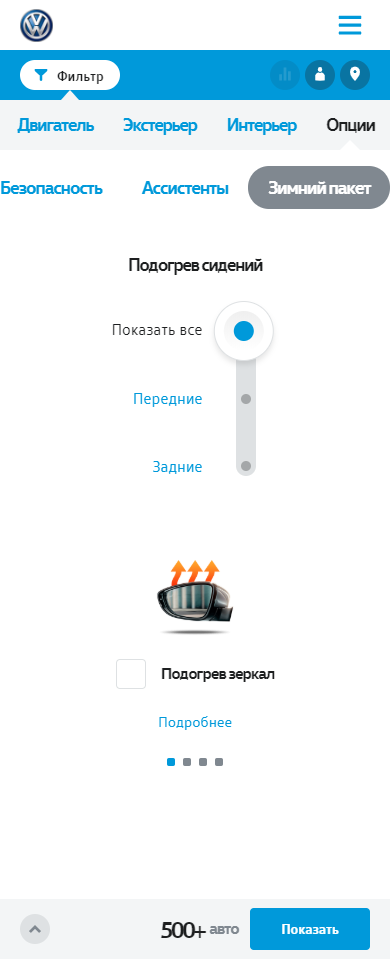 Фильтр
Двигатель Экстерьер Интерьер Опции
Безопасность Ассистенты Зимний пакет
Подогрев сидений
Показать все
Передние
Задние
Подогрев зеркал
Подробнее
500+ авто Показать